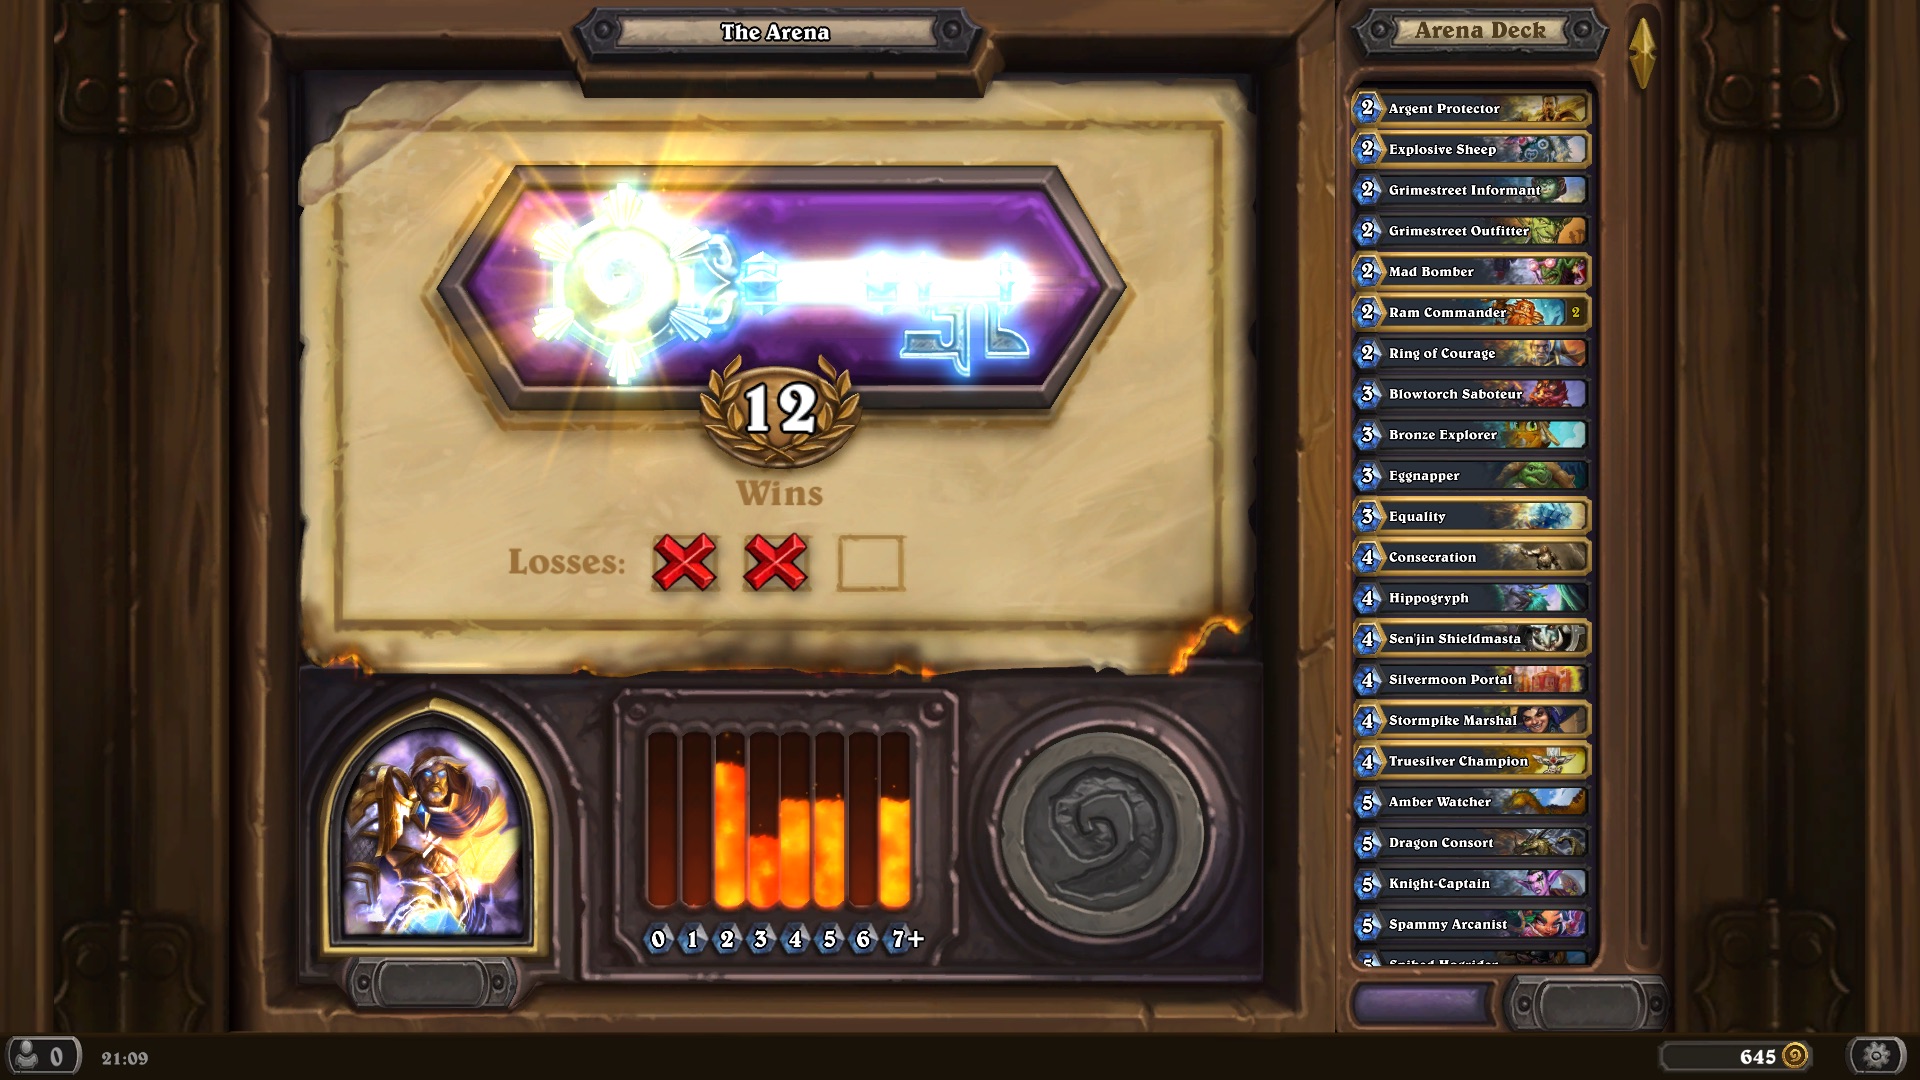 The Arena
12
Wins
Losses:
0 1 2 3 4 5 6 7+
Arena Deck
2 Argent Protector
2 Explosive Sheep
2 Grimestreet Informant
2 Grimestreet Outfitter
2 Mad Bomber
2 Ram Commander 2
2 Ring of Courage
3 Blowtorch Saboteur
3 Bronze Explorer
3 Eggnapper
3 Equality
4 Consecration
4 Hippogryph
4 Sen'jin Shieldmasta
4 Silvermoon Portal
4 Stormpike Marshal
4 Truesilver Champion
5 Amber Watcher
5 Dragon Consort
5 Knight-Captain
5 Spammy Arcanist
5
0
21:09
645